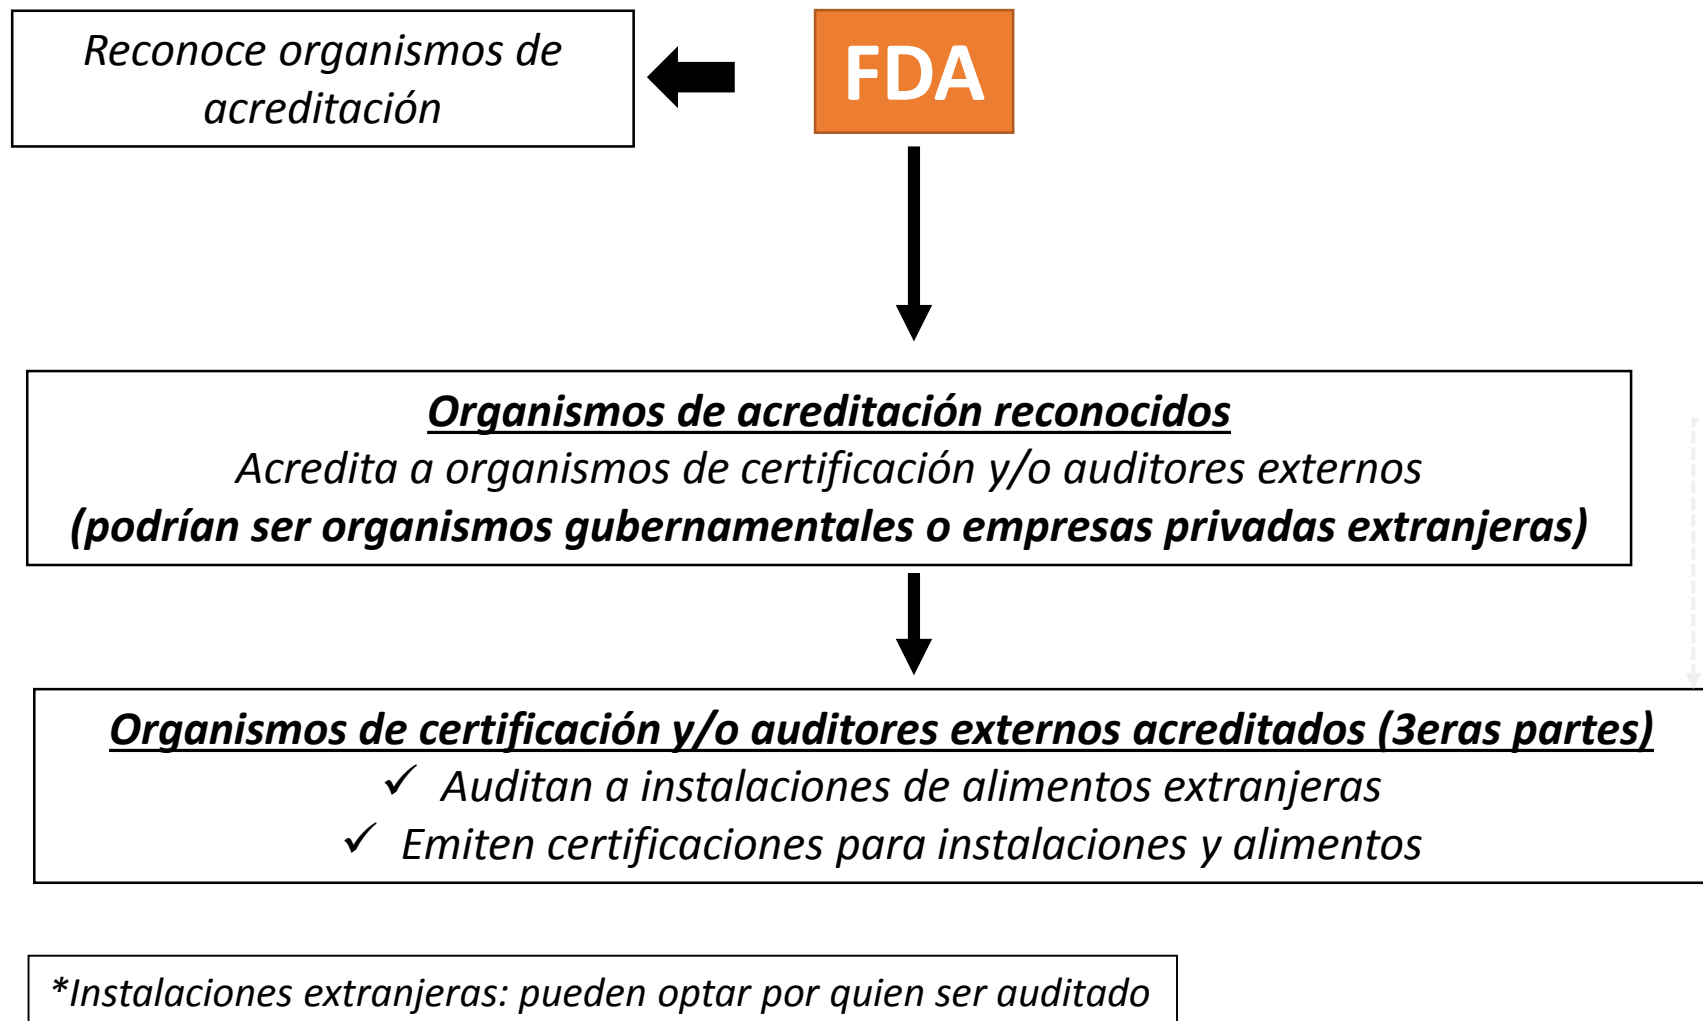 Reconoce organismos de
acreditación
FDA
Organismos de acreditación reconocidos
Acredita a organismos de certificación y/o auditores externos
(podrían ser organismos gubernamentales o empresas privadas extranjeras)
Organismos de certificación y/o auditores externos acreditados (3eras partes)
✓ Auditan a instalaciones de alimentos extranjeras
✓ Emiten certificaciones para instalaciones y alimentos
*Instalaciones extranjeras: pueden optar por quien ser auditado